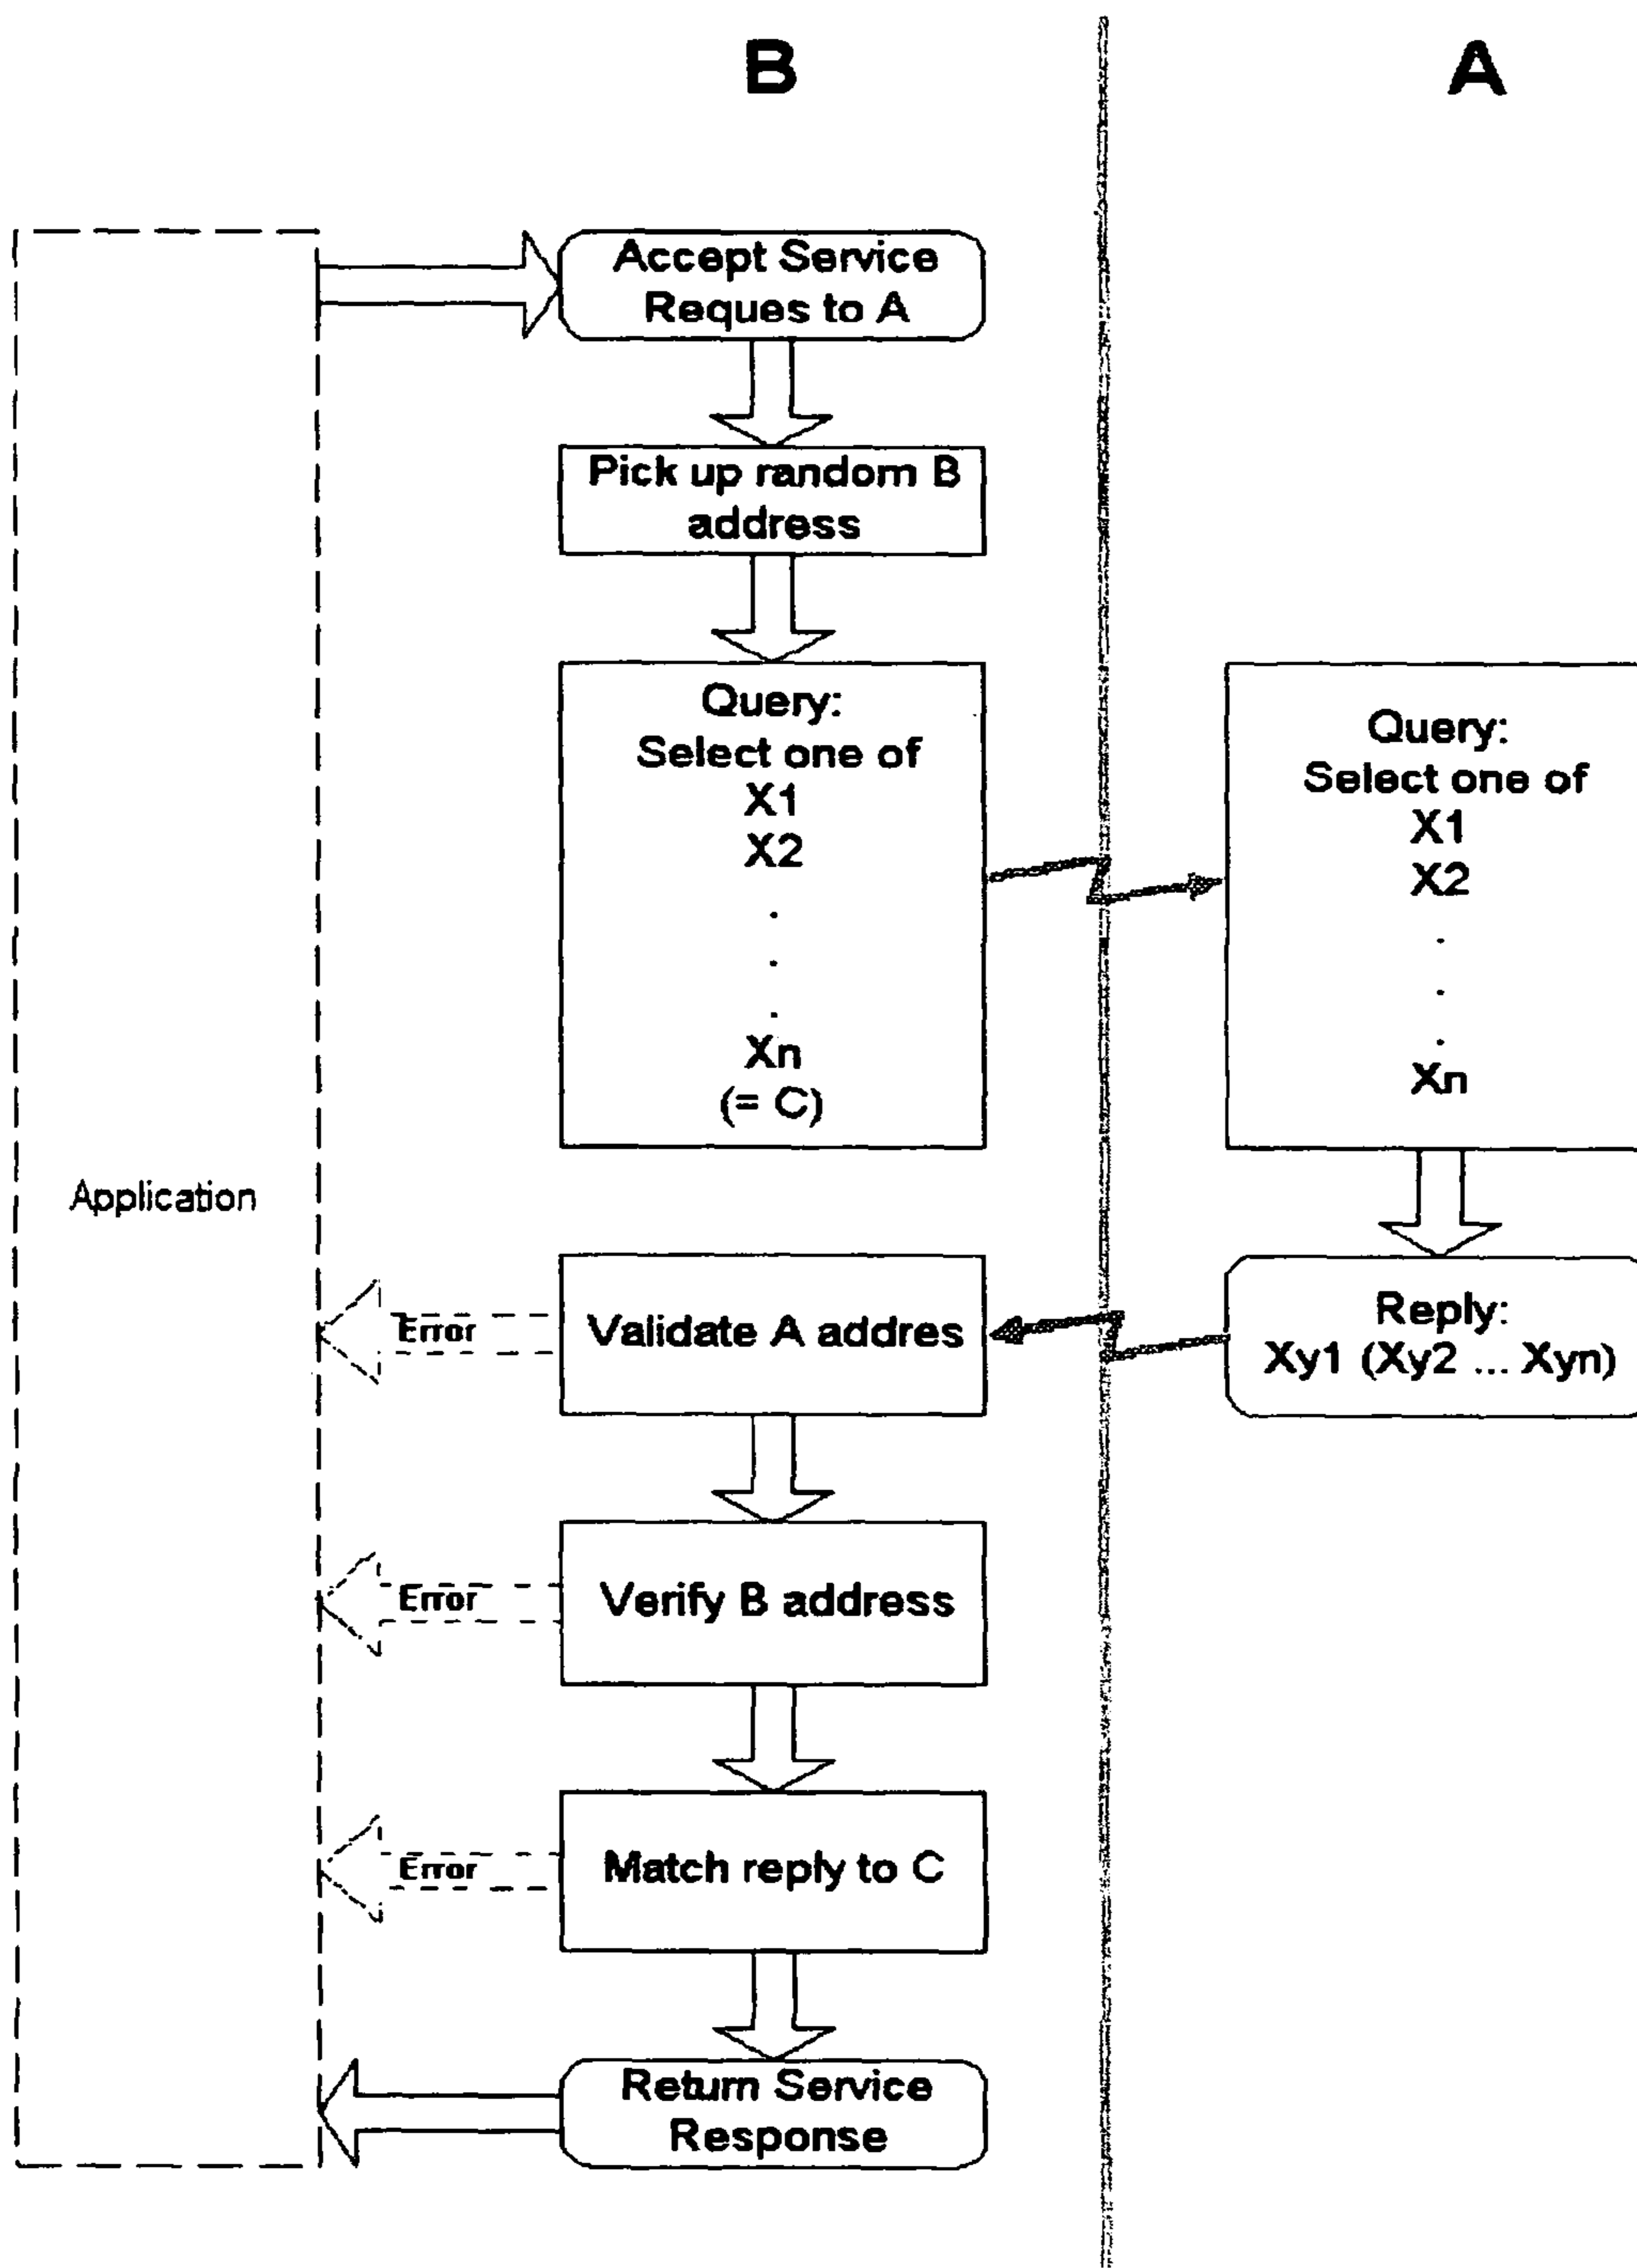 B
A
Accept Service
Reques to A
Pick up random B
address
Query:
Select one of
X1
X2
.
.
.
Xn
(= C)
Query:
Select one of
X1
X2
.
.
.
Xn
Application
Error
Validate A addres
Reply:
Xy1 (Xy2 ... Xyn)
Error
Verify B address
Error
Match reply to C
Return Service
Response